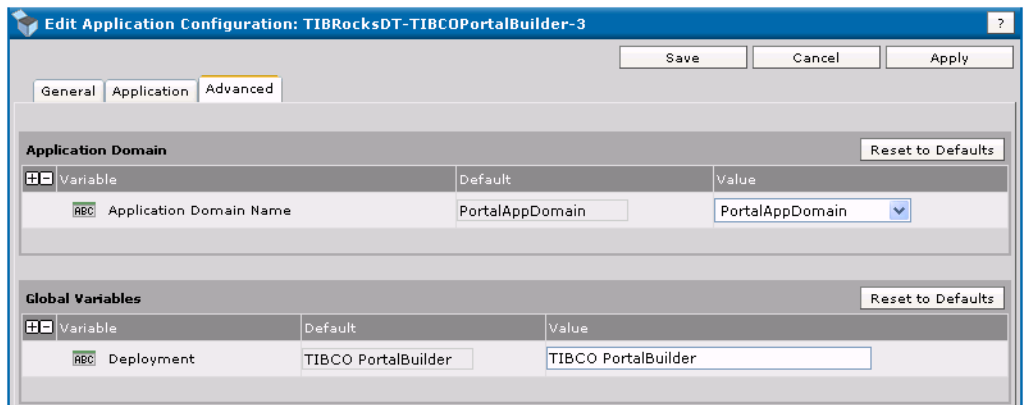 Edit Application Configuration: TIBRocksDT-TIBCOPortalBuilder-3 ?
Save Cancel Apply
General Application Advanced
Application Domain Reset to Defaults
Variable Default Value
ABC Application Domain Name PortalAppDomain PortalAppDomain
Global Variables Reset to Defaults
Variable Default Value
ABC Deployment TIBCO PortalBuilder TIBCO PortalBuilder